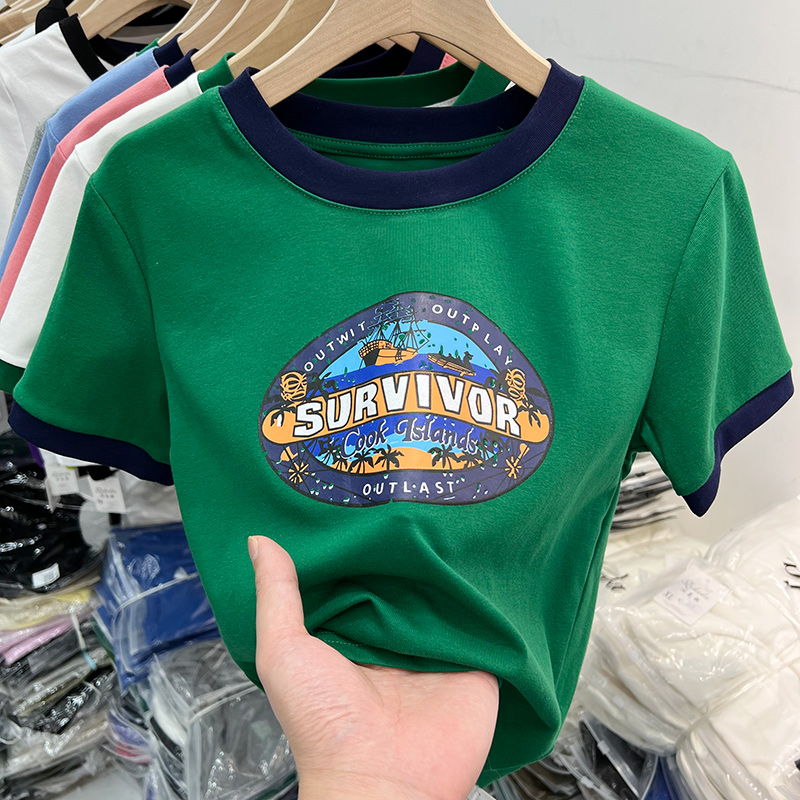 OUTWIT OUTPLAY
SURVIVOR
Cook Islands
OUTLAST